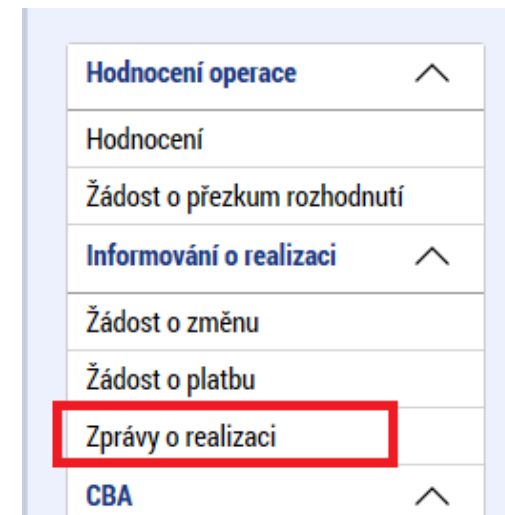 Hodnocení operace
Hodnocení
Žádost o přezkum rozhodnutí
Informování o realizaci
Žádost o změnu
Žádost o platbu
Zprávy o realizaci
CBA